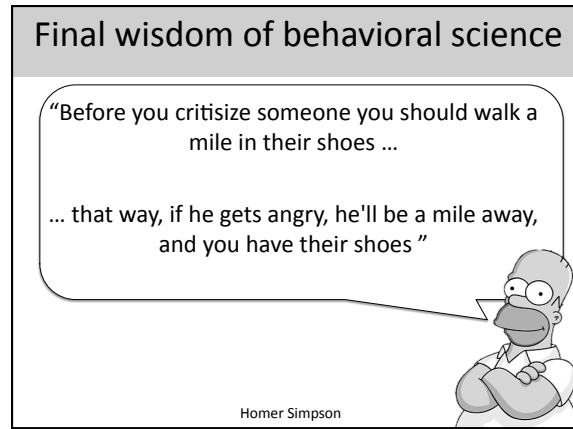 Final wisdom of behavioral science
“Before you critisize someone you should walk a
mile in their shoes ...
... that way, if he gets angry, he'll be a mile away,
and you have their shoes ”
Homer Simpson